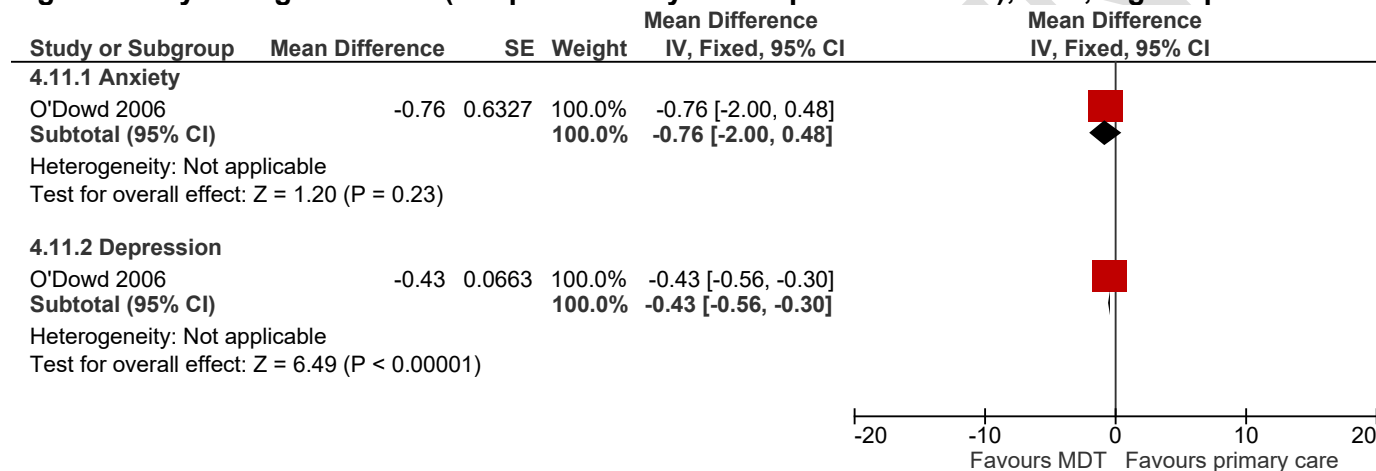 Mean Difference Mean Difference
Study or Subgroup Mean Difference SE Weight IV, Fixed, 95% CI IV, Fixed, 95% CI
4.11.1 Anxiety
O'Dowd 2006 -0.76 0.6327 100.0% -0.76 [-2.00, 0.48]
Subtotal (95% CI) 100.0% -0.76 [-2.00, 0.48]
Heterogeneity: Not applicable
Test for overall effect: Z = 1.20 (P = 0.23)
4.11.2 Depression
O'Dowd 2006 -0.43 0.0663 100.0% -0.43 [-0.56, -0.30]
Subtotal (95% CI) 100.0% -0.43 [-0.56, -0.30]
Heterogeneity: Not applicable
Test for overall effect: Z = 6.49 (P < 0.00001)
-20 -10 0 10 20
Favours MDT Favours primary care